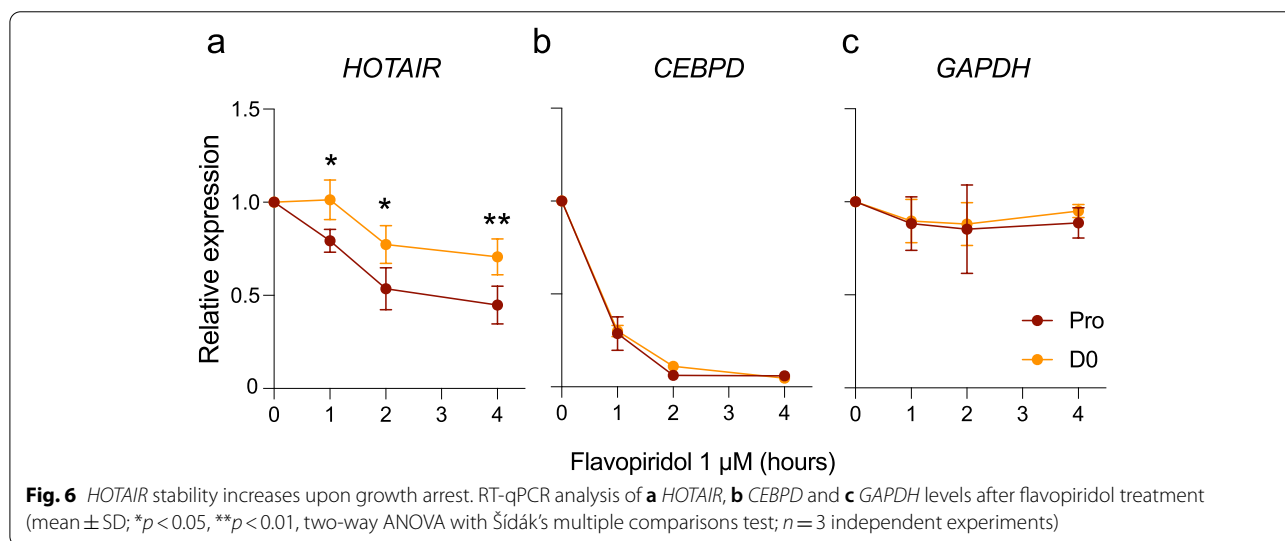 a
HOTAIR
b
CEBPD
c
GAPDH
Relative expression
1.5
1.0
0.5
0
*
*
**
0 1 2 3 4
0 1 2 3 4
0 1 2 3 4
Pro
D0
Flavopiridol 1 µM (hours)
Fig. 6 HOTAIR stability increases upon growth arrest. RT-qPCR analysis of a HOTAIR, b CEBPD and c GAPDH levels after flavopiridol treatment
(mean ± SD; *p < 0.05, **p < 0.01, two-way ANOVA with Šídák's multiple comparisons test; n = 3 independent experiments)